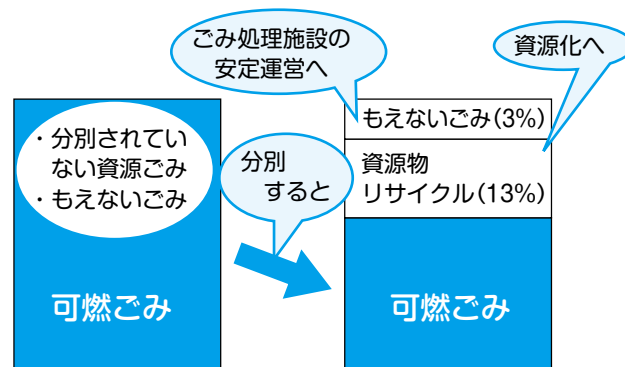 ごみ処理施設の
安定運営へ
資源化へ
・分別されてい
ない資源ごみ
・もえないごみ
分別
すると
もえないごみ(3%)
資源物
リサイクル(13%)
可燃ごみ
可燃ごみ